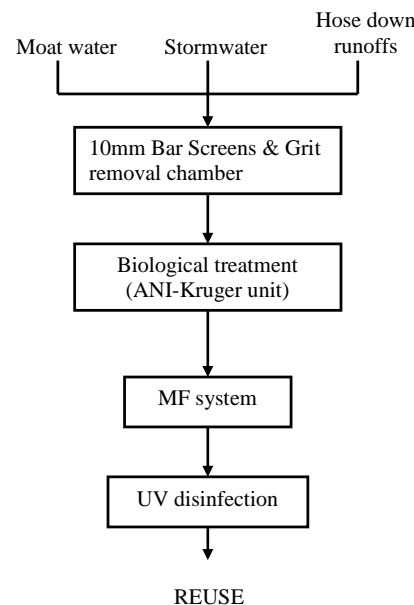 Moat water
Stormwater
Hose down
runoffs
10mm Bar Screens & Grit
removal chamber
Biological treatment
(ANI-Kruger unit)
MF system
UV disinfection
REUSE